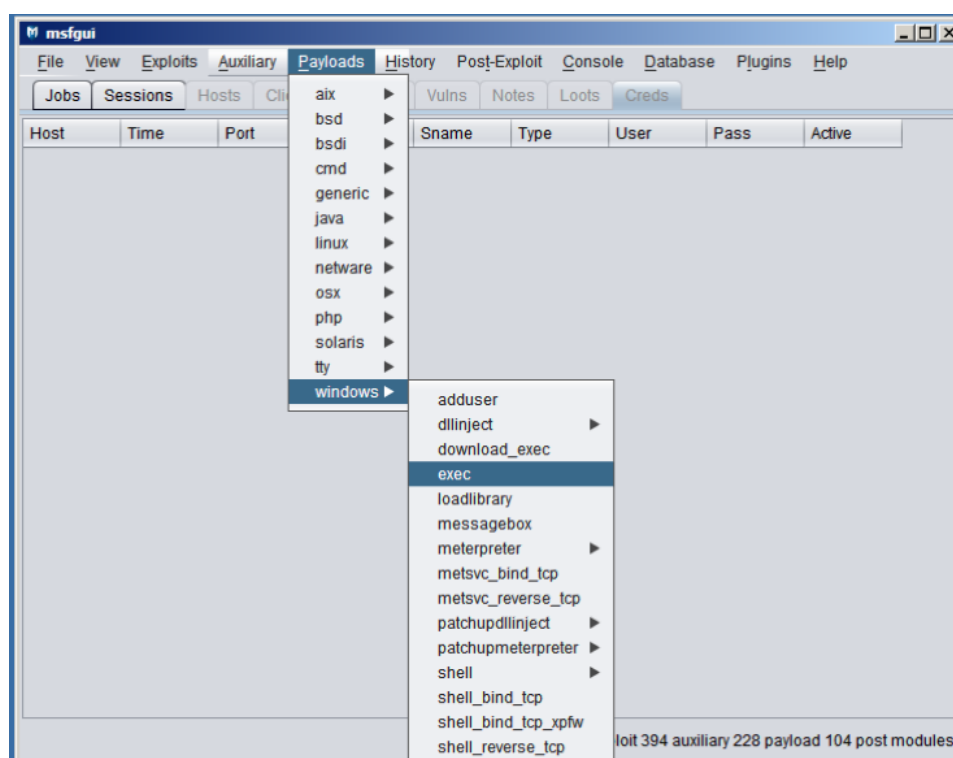 msfgui
File View Exploits Auxiliary Payloads History Post-Exploit Console Database Plugins Help
Jobs Sessions Hosts Vulns Notes Loots Creds
Host Time Port Sname Type User Pass Active
aix
bsd
bsdi
cmd
generic
java
linux
netware
osx
php
solaris
tty
windows
adduser
dllinject
download_exec
exec
loadlibrary
messagebox
meterpreter
metsvc_bind_tcp
metsvc_reverse_tcp
patchupdllinject
patchupmeterpreter
shell
shell_bind_tcp
shell_bind_tcp_xpfw
shell_reverse_tcp
394 auxiliary 228 payload 104 post modules